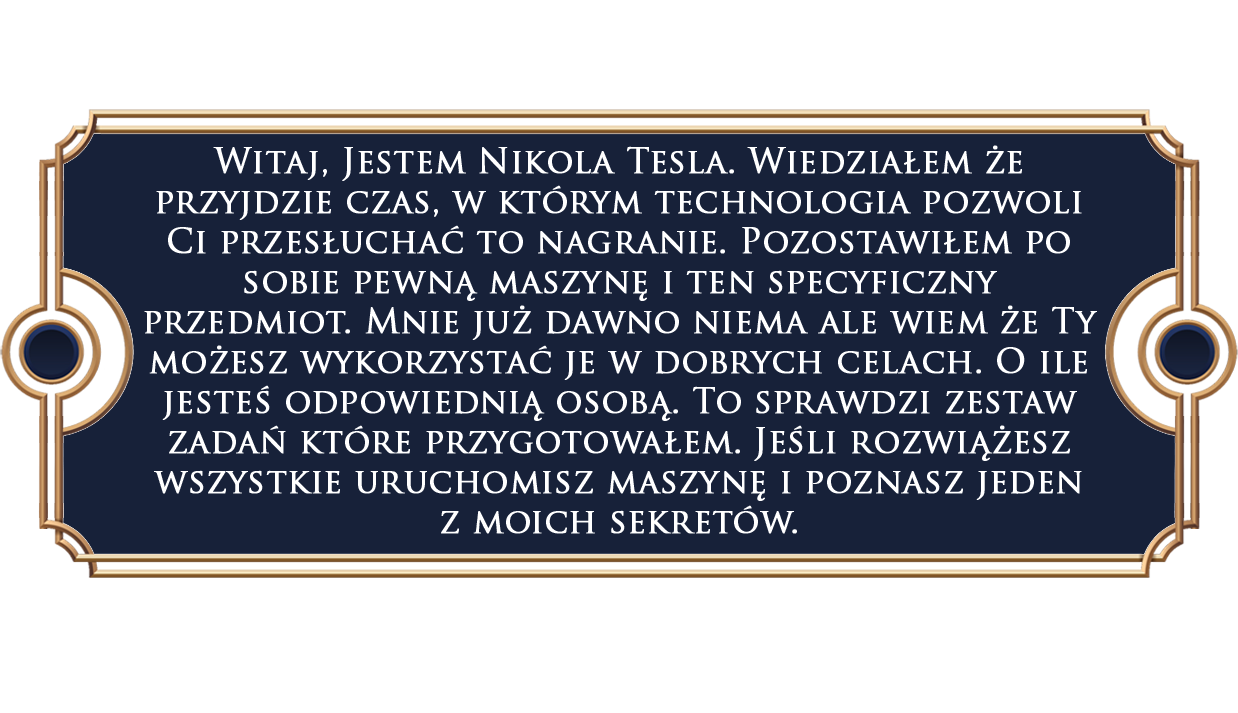 Witaj, Jestem Nikola Tesla. Wiedziałem że
przyjdzie czas, w którym technologia pozwoli
Ci przesłuchać to nagranie. Pozostawiłem po
sobie pewną maszynę i ten specyficzny
przedmiot. Mnie już dawno niema ale wiem że Ty
możesz wykorzystać je w dobrych celach. O ile
jesteś odpowiednią osobą. To sprawdzi zestaw
zadań które przygotowałem. Jeśli rozwiążesz
wszystkie uruchomisz maszynę i poznasz jeden
z moich sekretów.